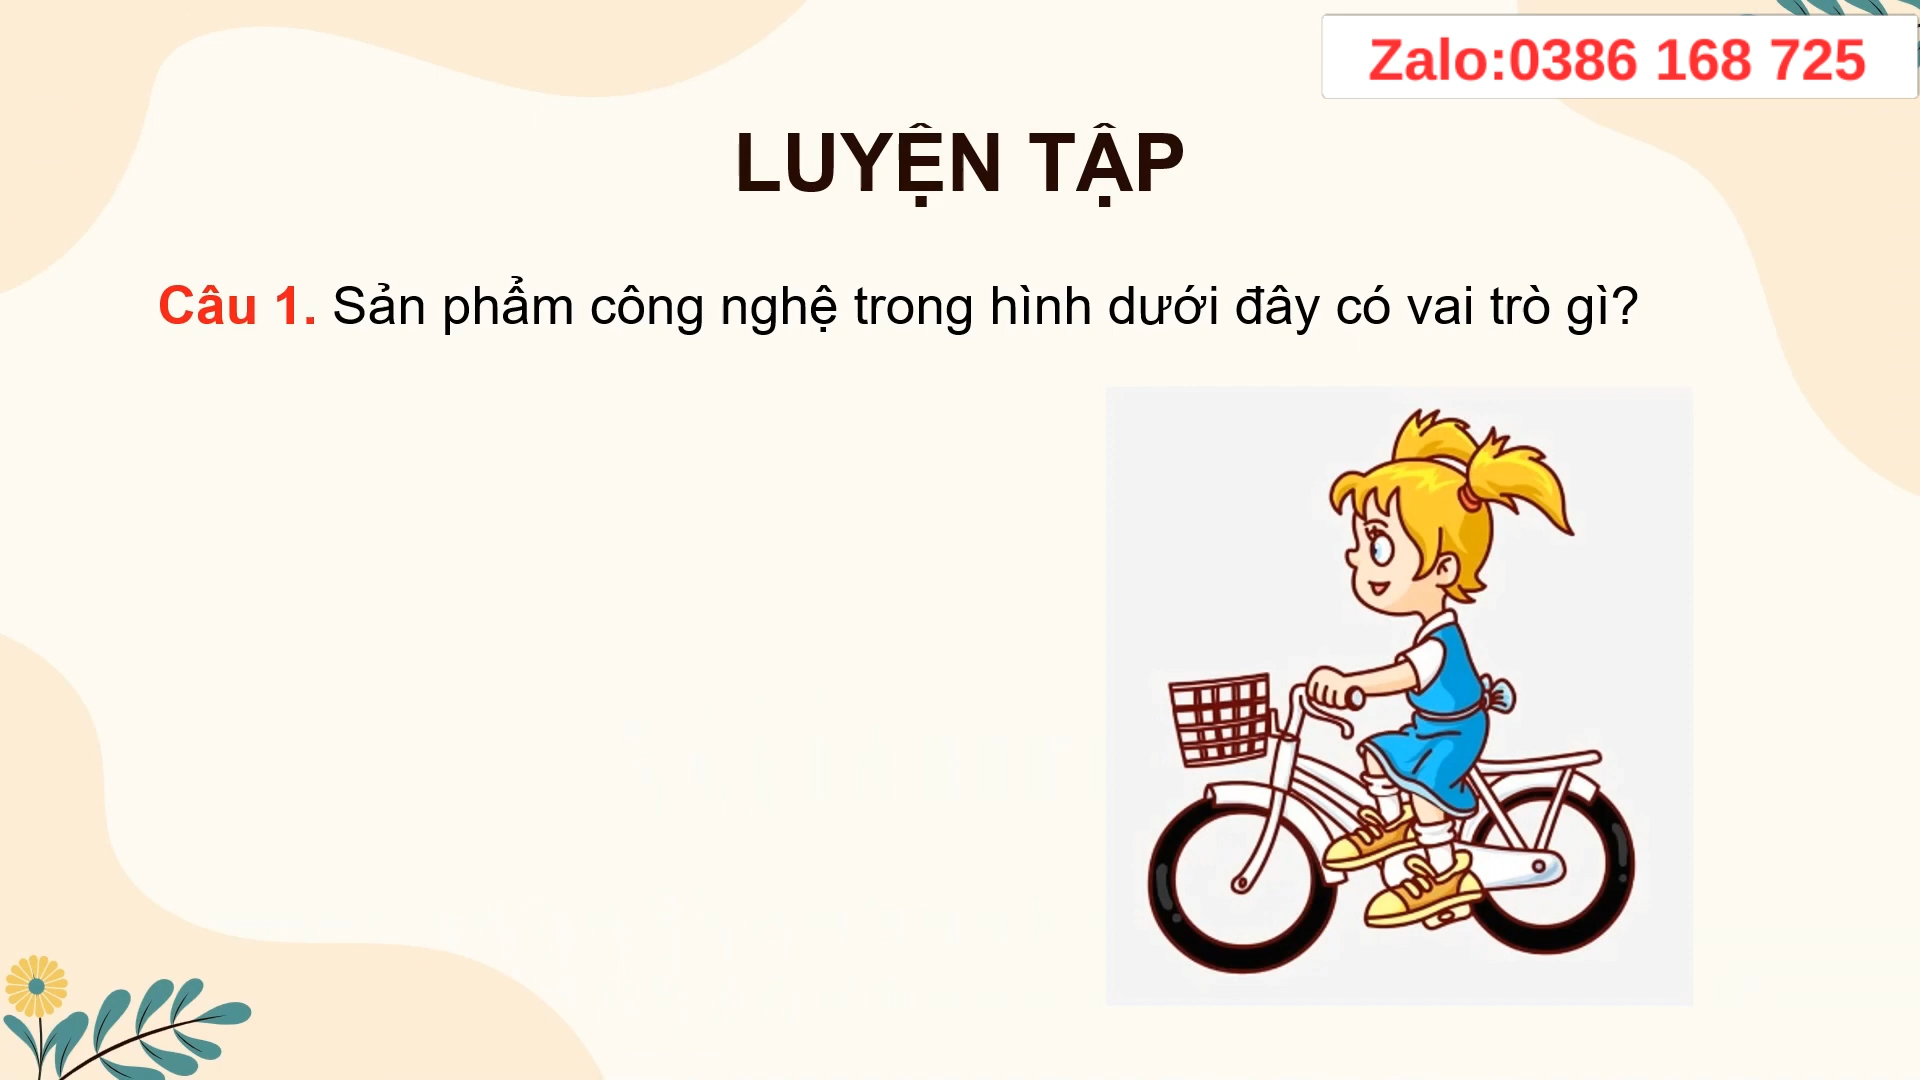 Zalo:0386 168 725
LUYỆN TẬP
Câu 1. Sản phẩm công nghệ trong hình dưới đây có vai trò gì?